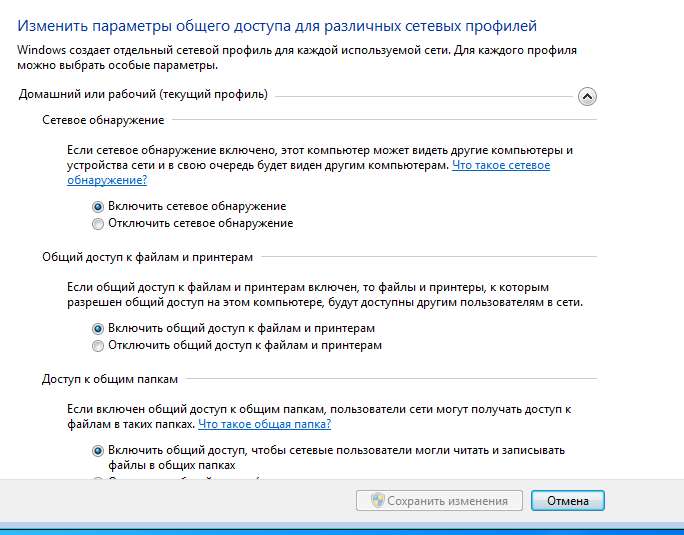 Изменить параметры общего доступа для различных сетевых профилей
Windows создает отдельный сетевой профиль для каждой используемой сети. Для каждого профиля
можно выбрать особые параметры.
Домашний или рабочий (текущий профиль)
Сетевое обнаружение
Если сетевое обнаружение включено, этот компьютер может видеть другие компьютеры и
устройства сети и в свою очередь будет виден другим компьютерам. Что такое сетевое
обнаружение?
Включить сетевое обнаружение
Отключить сетевое обнаружение
Общий доступ к файлам и принтерам
Если общий доступ к файлам и принтерам включен, то файлы и принтеры, к которым
разрешен общий доступ на этом компьютере, будут доступны другим пользователям в сети.
Включить общий доступ к файлам и принтерам
Отключить общий доступ к файлам и принтерам
Доступ к общим папкам
Если включен общий доступ к общим папкам, пользователи сети могут получать доступ к
файлам в таких папках. Что такое общая папка?
Включить общий доступ, чтобы сетевые пользователи могли читать и записывать
файлы в общих папках
Сохранить изменения
Отмена